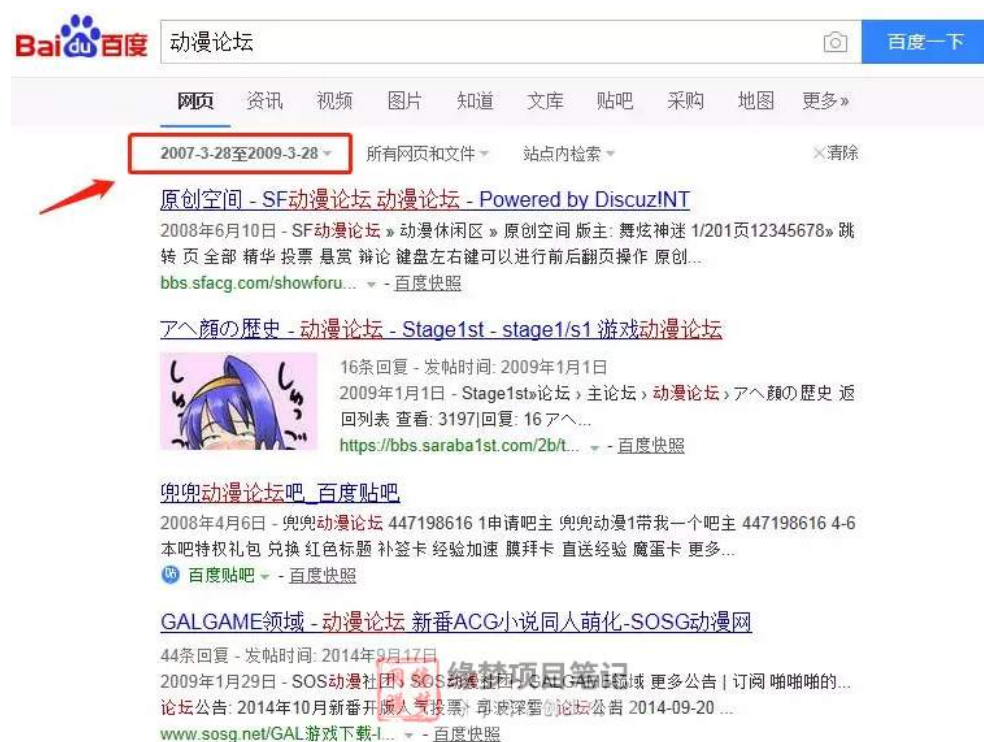 Bai du 百度 动漫论坛 百度一下
网页 资讯 视频 图片 知道 文库 贴吧 采购 地图 更多»
2007-3-28至2009-3-28 所有网页和文件 站点内检索 ×清除
原创空间 - SF动漫论坛 动漫论坛 - Powered by Discuz!NT
2008年6月10日 - SF动漫论坛 » 动漫休闲区 » 原创空间 版主: 舞炫神迷 1/201页12345678» 跳
转 页 全部 精华 投票 悬赏 辩论 键盘左右键可以进行前后翻页操作 原创...
bbs.sfacg.com/showforu... - 百度快照
アヘ顔の歴史 - 动漫论坛 - Stage1st - stage1/s1 游戏动漫论坛
しゅっ しゅっ
16条回复 - 发帖时间: 2009年1月1日
2009年1月1日 - Stage1st»论坛 › 主论坛 › 动漫论坛 › アヘ顔の歴史 返
回列表 查看: 3197|回复: 16 アヘ...
https://bbs.saraba1st.com/2b/t... - 百度快照
兜兜动漫论坛吧_百度贴吧
2008年4月6日 - 兜兜动漫论坛 447198616 1申请吧主 兜兜动漫1带我一个吧主 447198616 4-6
本吧特权礼包 兑换 红色标题 补签卡 经验加速 膜拜卡 直送经验 魔蛋卡 更多...
百度贴吧 - 百度快照
GALGAME领域 - 动漫论坛 新番ACG小说同人萌化-SOSG动漫网
44条回复 - 发帖时间: 2014年9月17日
2009年1月29日 - SOS动漫社团 › SOS动漫社团 › GALGAME领域 更多公告 | 订阅 啪啪啪的...
论坛公告: 2014年10月新番开版人气投票) 司波深雪 论坛公告 2014-09-20 ...
www.sosg.net/GAL游戏下载-l... - 百度快照
缘梦项目笔记